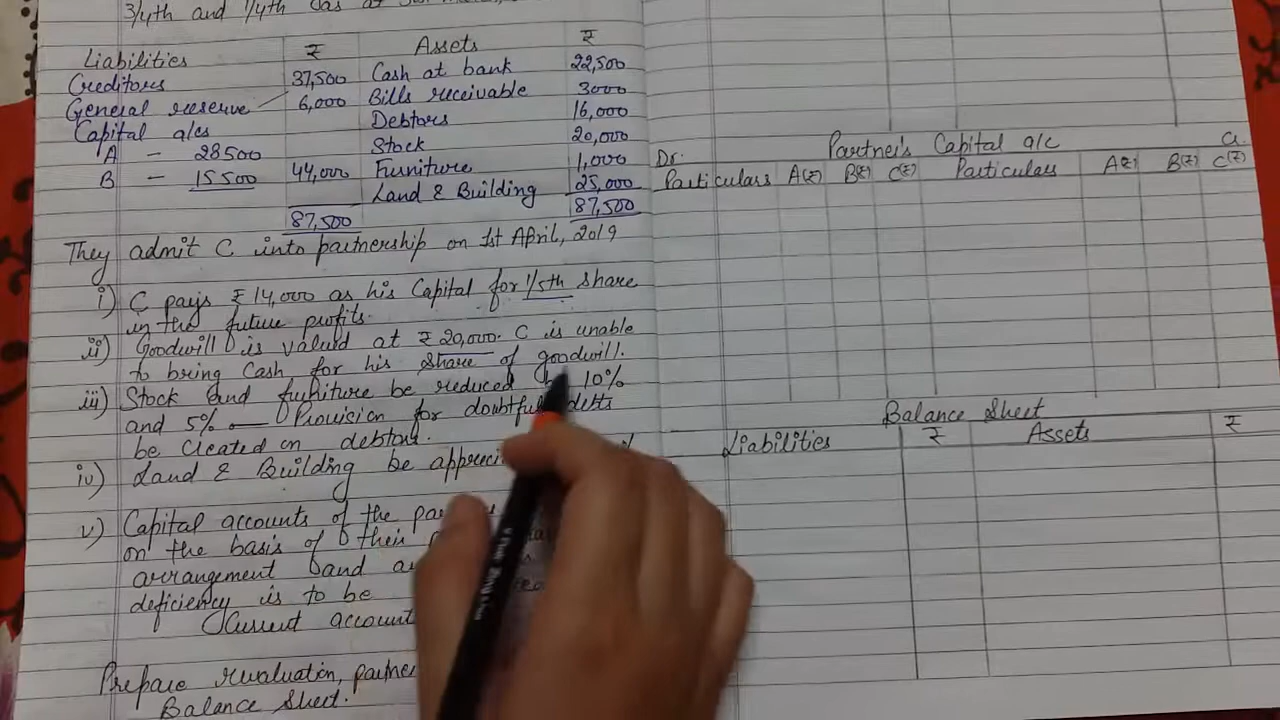 3/4th and 1/4th as at
Liabilities ₹ Assets ₹
Creditors 37,500 Cash at bank 22,500
General reserve 6,000 Bills receivable 3000
Capital a/cs Debtors 16,000
Stock 20,000
A - 28500 44,000 Furniture 1,000
B - 15500 Land & Building 25,000
87,500 87,500
They admit C into partnership on 1st April, 2019
i) C pays ₹ 14,000 as his Capital for 1/5th share
in the future profits.
ii) Goodwill is valued at ₹ 20,000. C is unable
to bring Cash for his share of goodwill.
iii) Stock and furniture be reduced 10%
and 5% Provision for doubtful debts
be created on debtors.
iv) Land & Building be appreci
v) Capital accounts of the pa
on the basis of their
arrangement and a
deficiency is to be
Current account
Prepare revaluation, partne
Balance Sheet.
Partner's Capital a/c
Dr.
Particulars A(₹) B(₹) C(₹) Particulars A(₹) B(₹) C(₹)
Balance Sheet
Liabilities ₹ Assets ₹